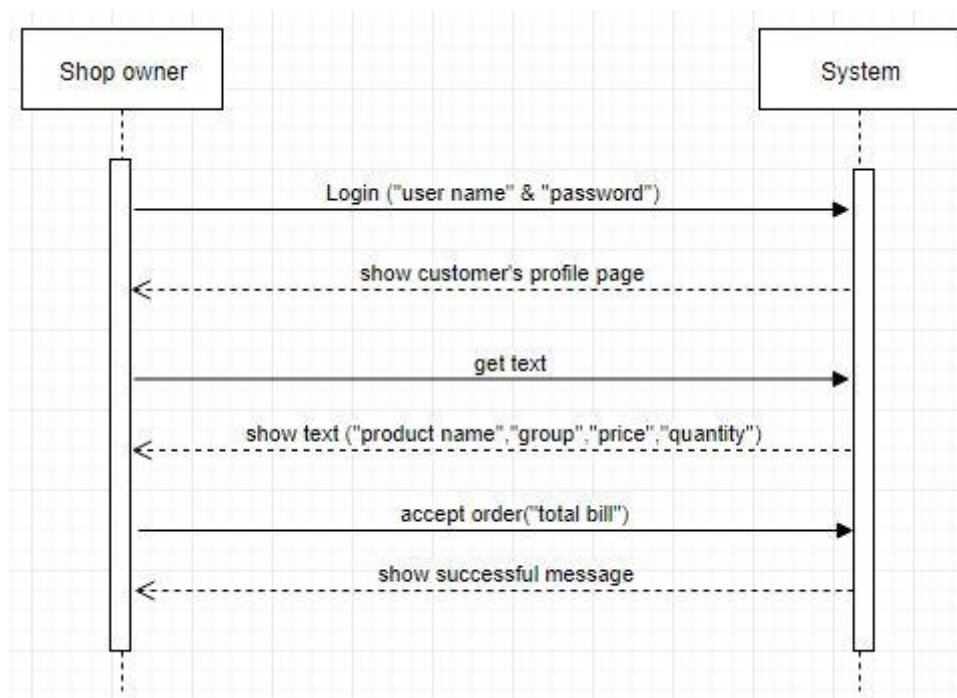 Shop owner
System
Login ("user name" & "password")
show customer's profile page
get text
show text ("product name","group","price","quantity")
accept order("total bill")
show successful message